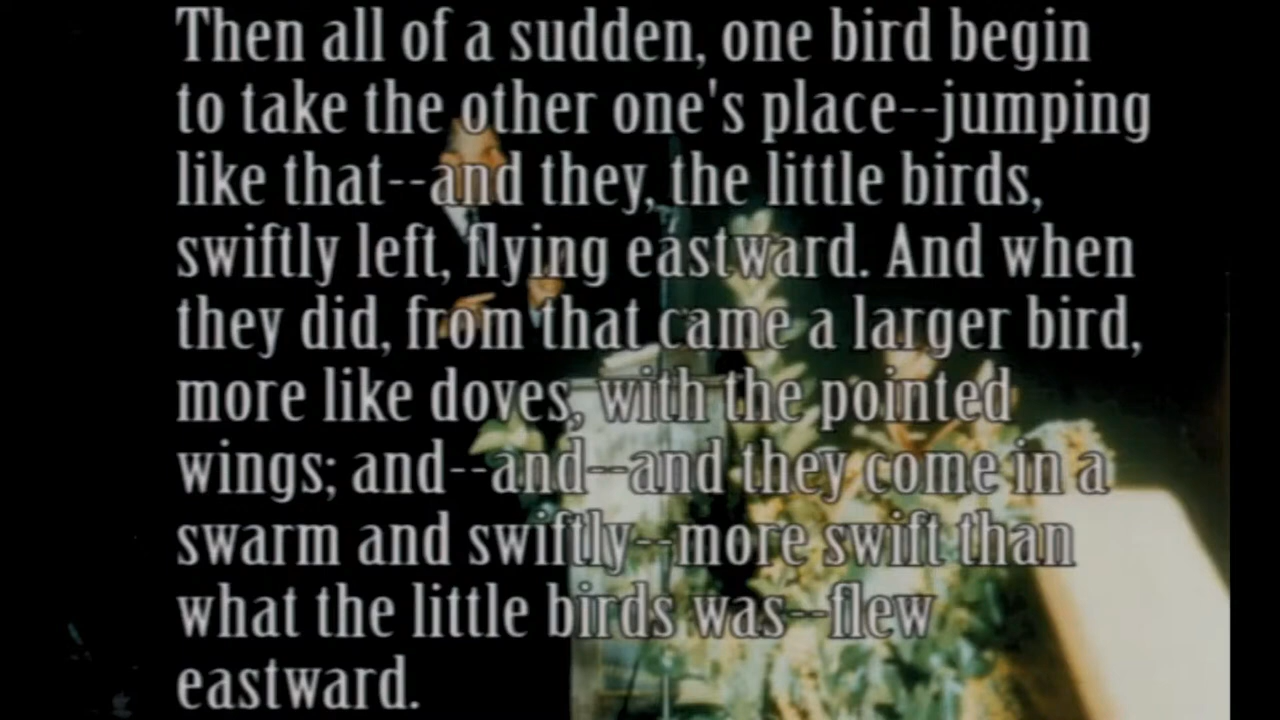 Then all of a sudden, one bird begin
to take the other one's place--jumping
like that--and they, the little birds,
swiftly left, flying eastward. And when
they did, from that came a larger bird,
more like doves, with the pointed
wings; and--and--and they come in a
swarm and swiftly--more swift than
what the little birds was--flew
eastward.